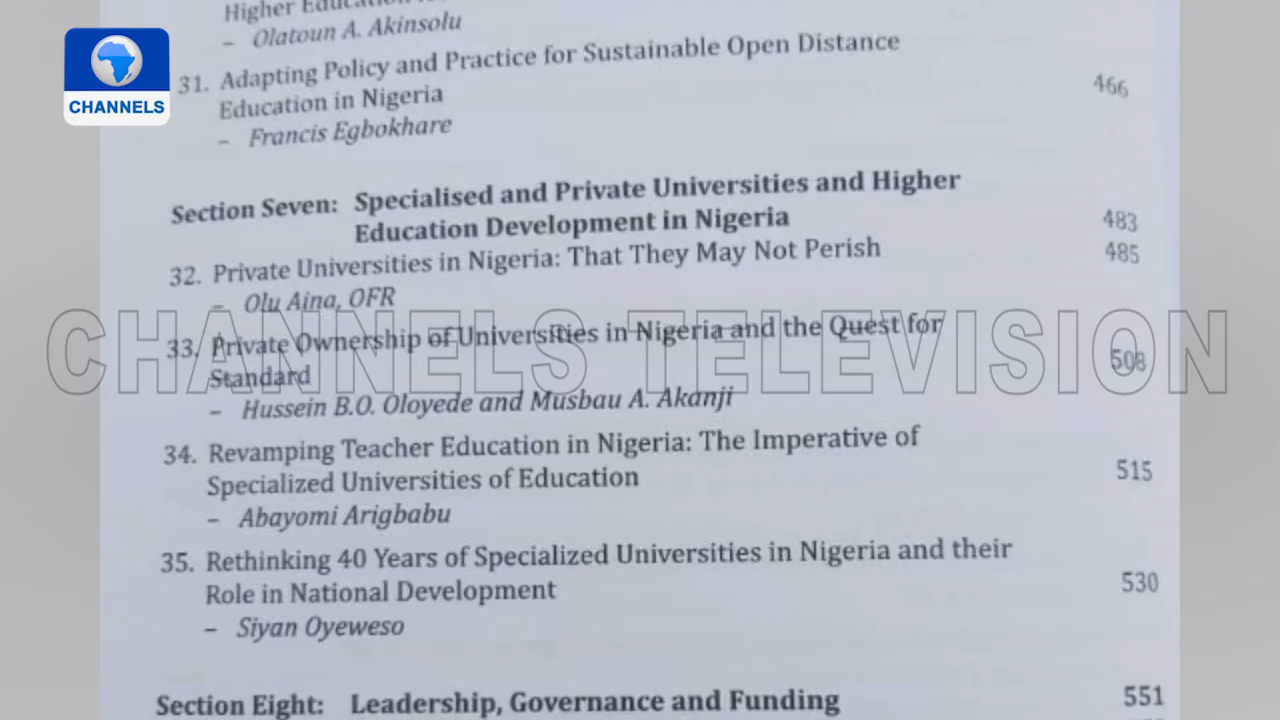 Higher Education
– Olatoun A. Akinsolu
31. Adapting Policy and Practice for Sustainable Open Distance
Education in Nigeria 466
– Francis Egbokhare
Section Seven: Specialised and Private Universities and Higher
Education Development in Nigeria 483
32. Private Universities in Nigeria: That They May Not Perish 485
– Olu Aina, OFR
33. Private Ownership of Universities in Nigeria and the Quest for
Standard 508
– Hussein B.O. Oloyede and Musbau A. Akanji
34. Revamping Teacher Education in Nigeria: The Imperative of
Specialized Universities of Education 515
– Abayomi Arigbabu
35. Rethinking 40 Years of Specialized Universities in Nigeria and their
Role in National Development 530
– Siyan Oyeweso
Section Eight: Leadership, Governance and Funding 551
CHANNELS
CHANNELS TELEVISION